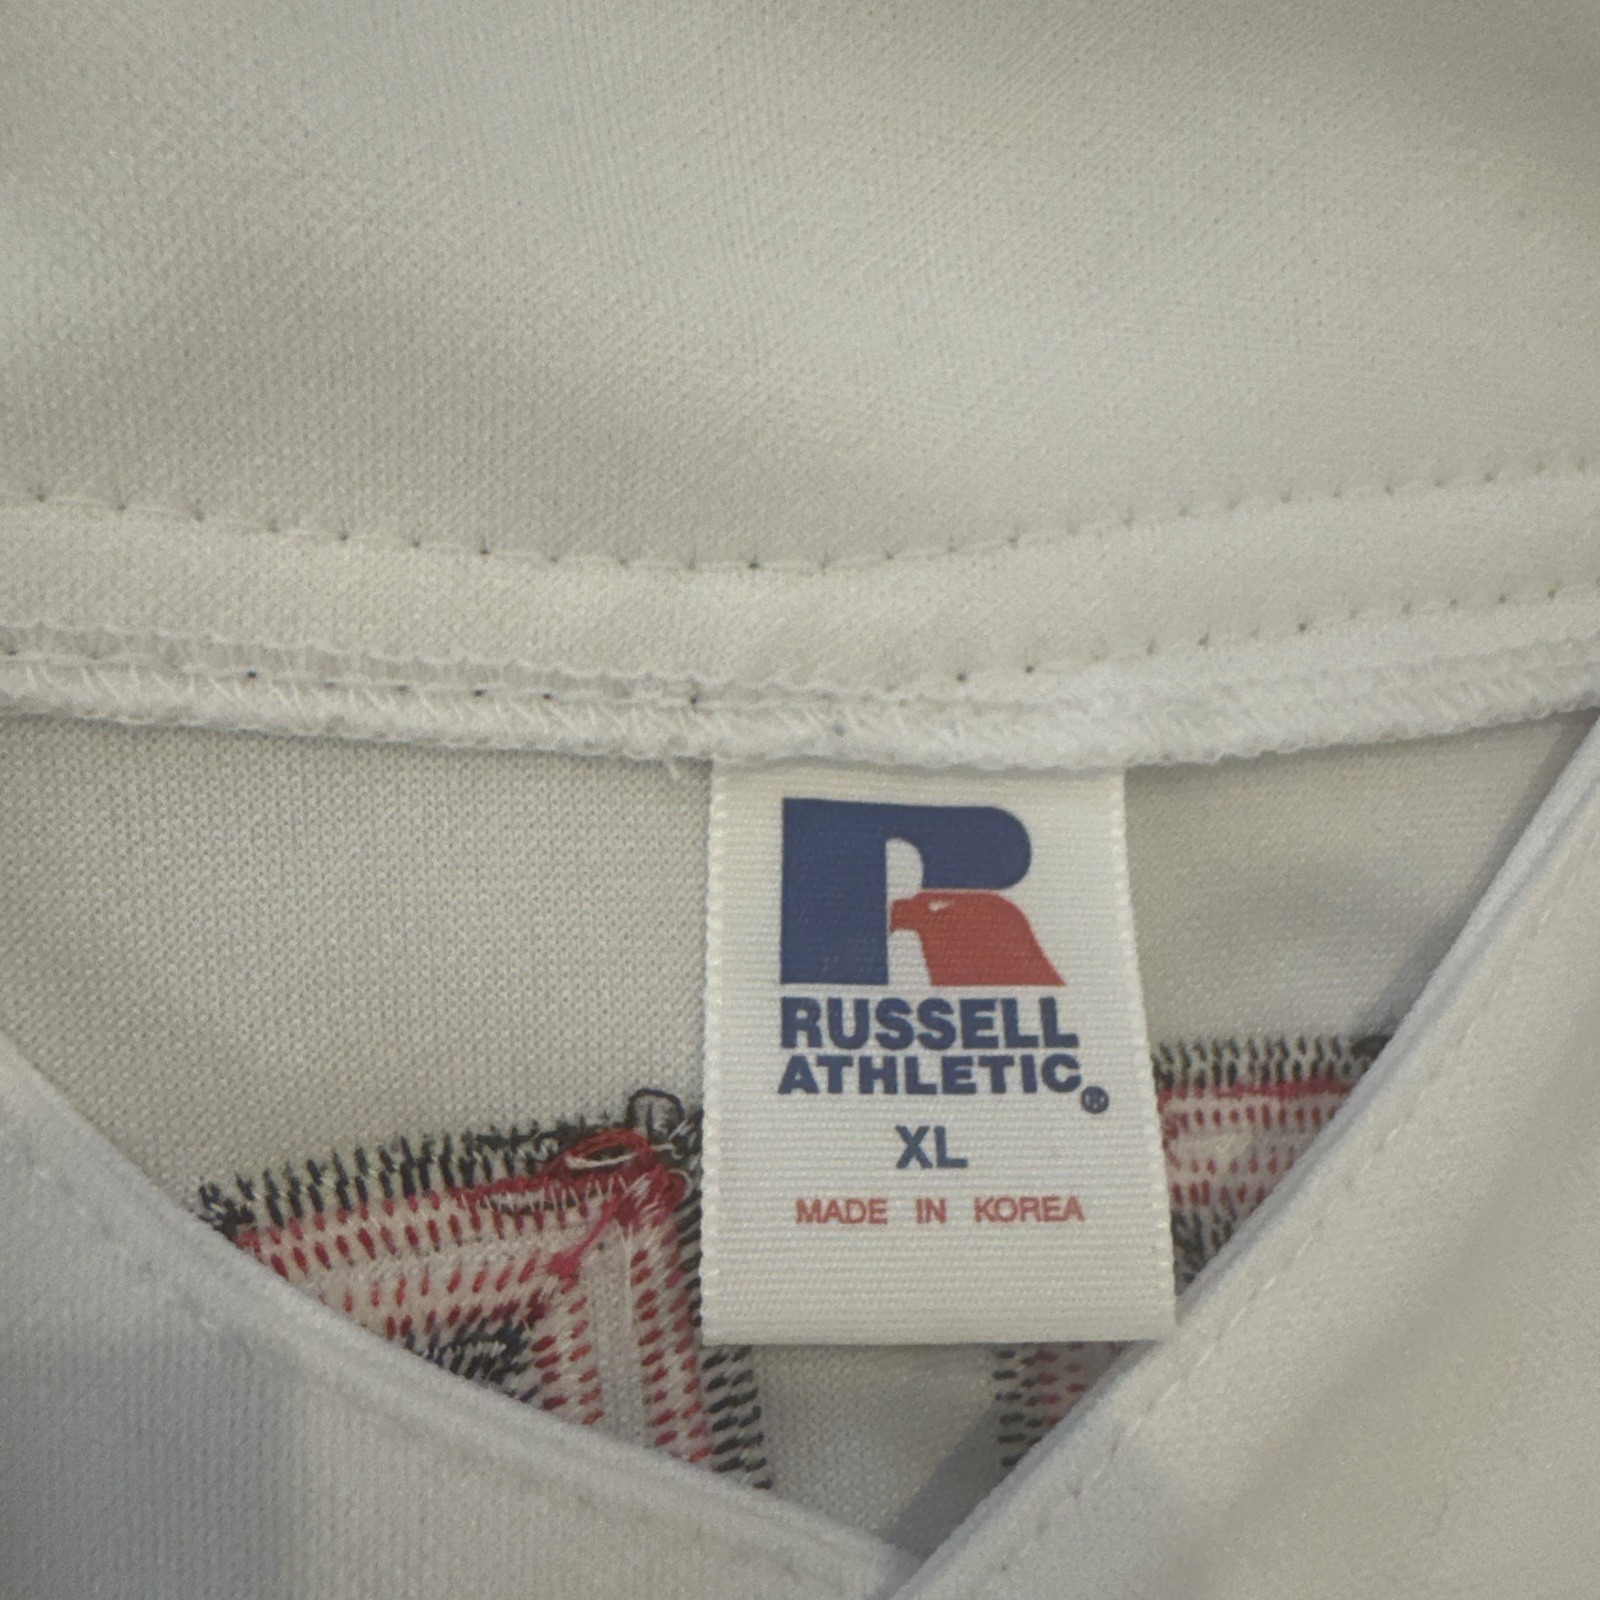 R
RUSSELL
ATHLETIC®
XL
MADE IN KOREA